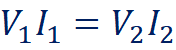 V₁I₁ = V₂I₂